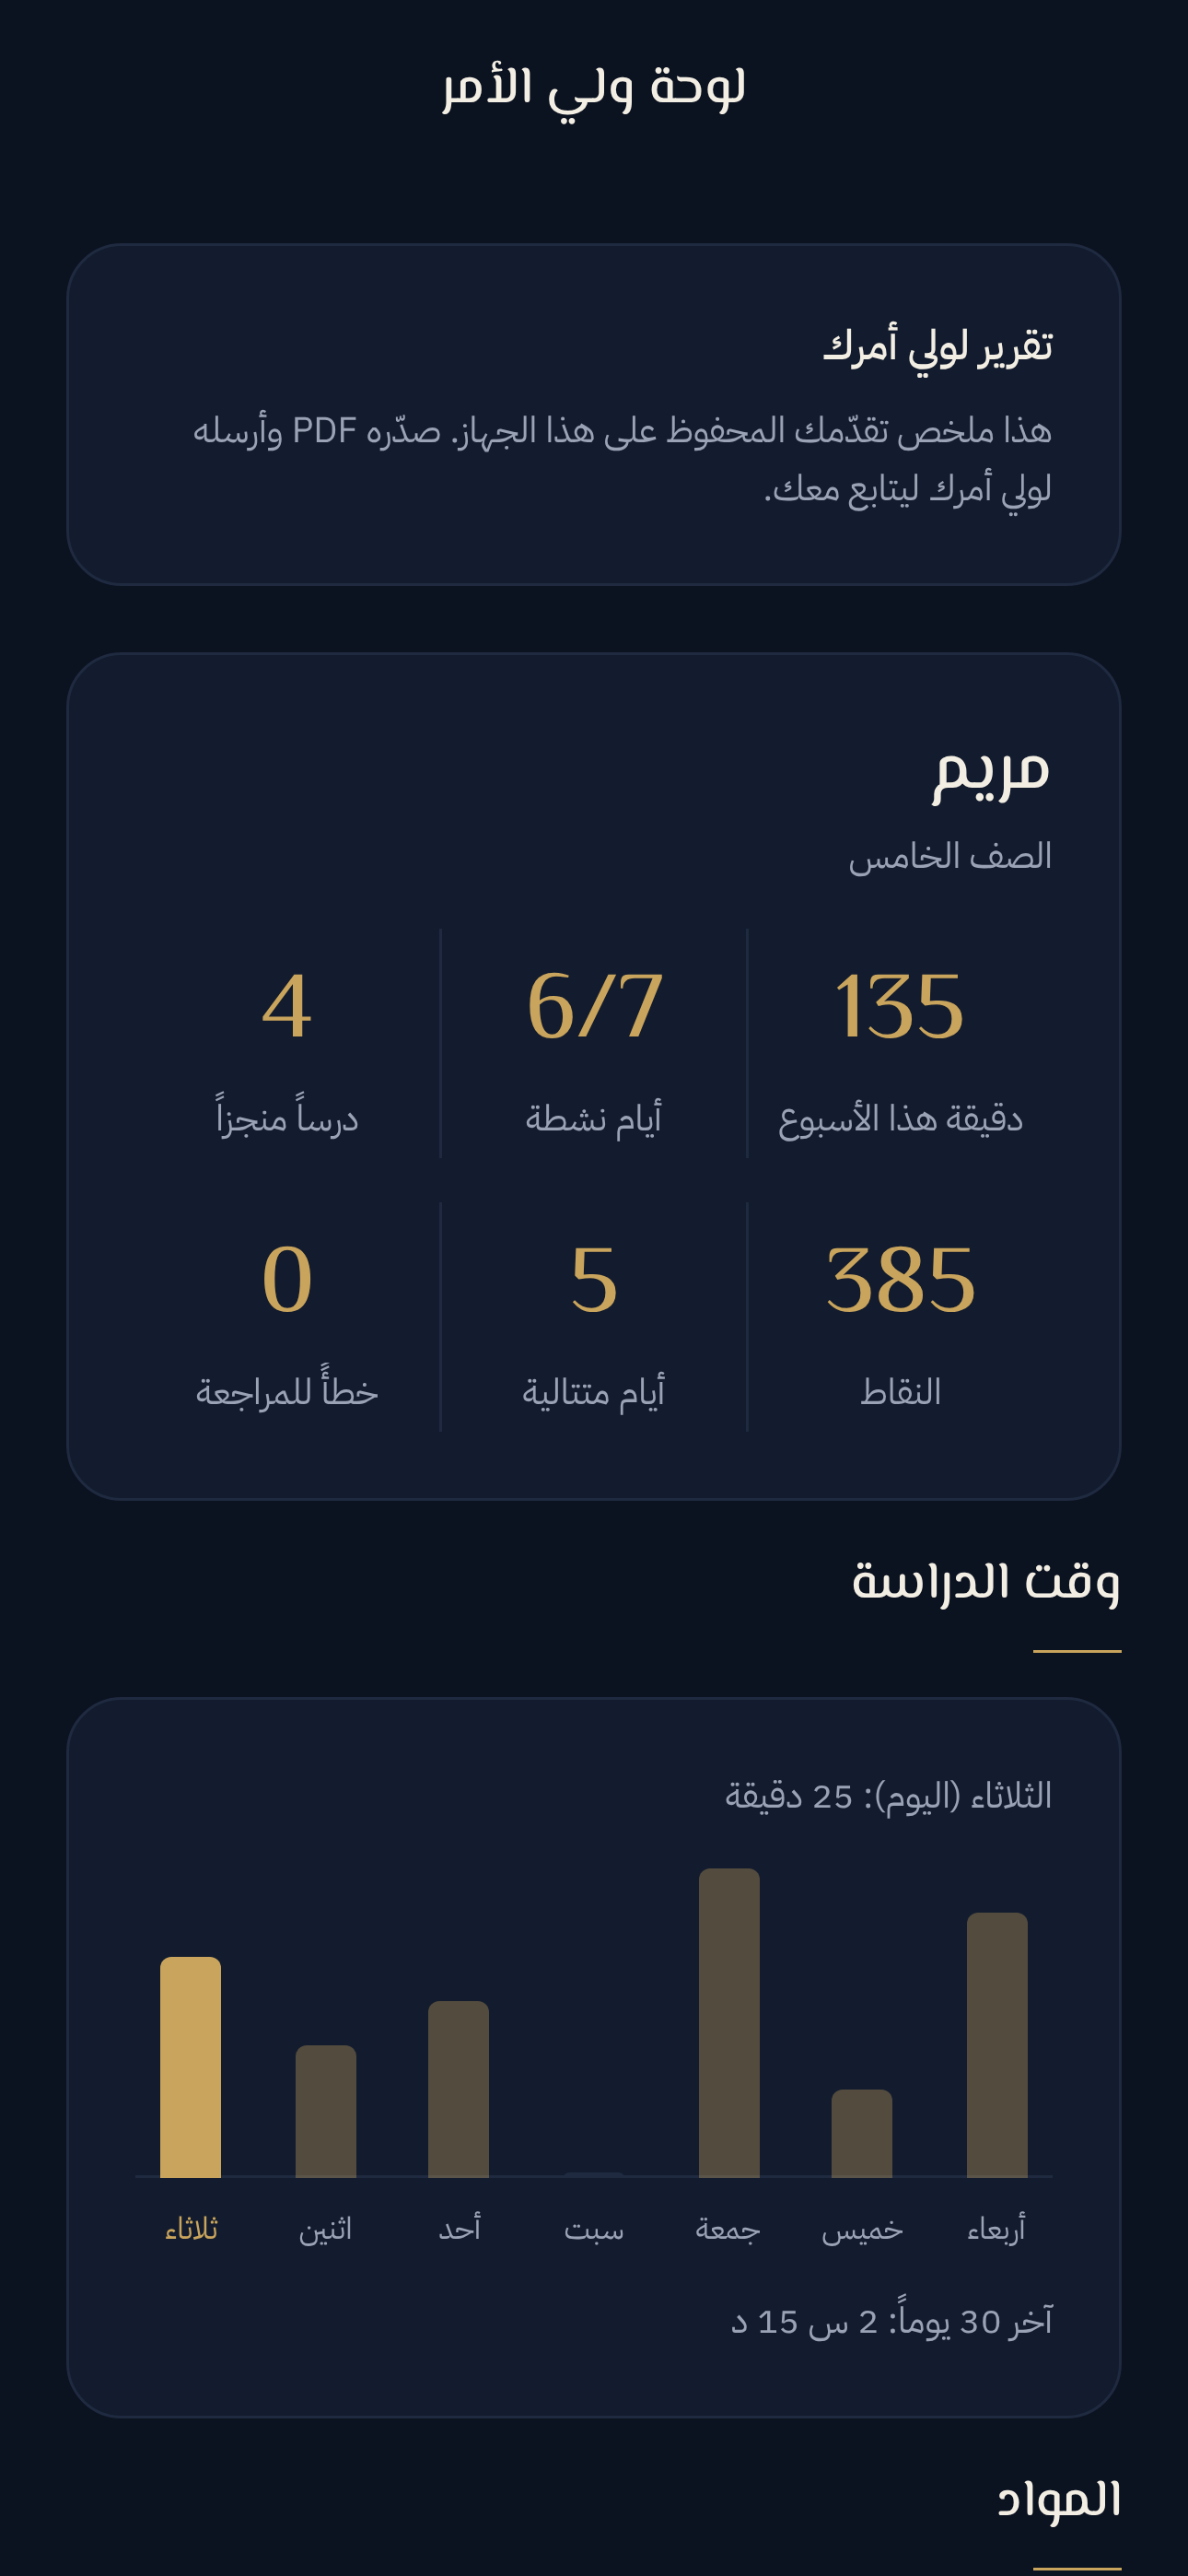 لوحة ولي الأمر
تقرير لولي أمرك
هذا ملخص تقدّمك المحفوظ على هذا الجهاز. صدّره PDF وأرسله
لولي أمرك ليتابع معك.
مريم
الصف الخامس
135
دقيقة هذا الأسبوع
6/7
أيام نشطة
4
درساً منجزاً
385
النقاط
5
أيام متتالية
0
خطأً للمراجعة
وقت الدراسة
الثلاثاء (اليوم): 25 دقيقة
أربعاء
خميس
جمعة
سبت
أحد
اثنين
ثلاثاء
آخر 30 يوماً: 2 س 15 د
المواد